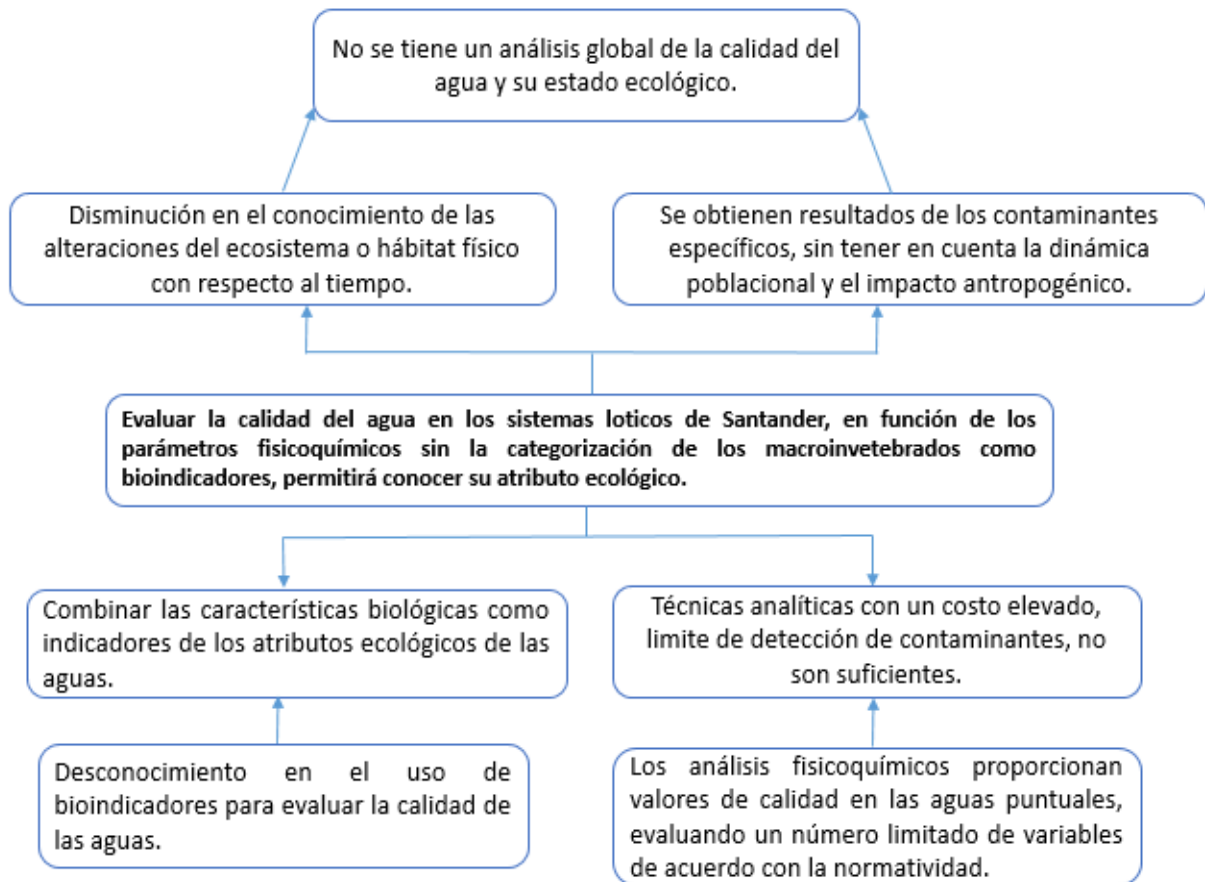 No se tiene un análisis global de la calidad del
agua y su estado ecológico.
Disminución en el conocimiento de las
alteraciones del ecosistema o hábitat físico
con respecto al tiempo.
Se obtienen resultados de los contaminantes
específicos, sin tener en cuenta la dinámica
poblacional y el impacto antropogénico.
Evaluar la calidad del agua en los sistemas loticos de Santander, en función de los
parámetros fisicoquímicos sin la categorización de los macroinvetebrados como
bioindicadores, permitirá conocer su atributo ecológico.
Combinar las características biológicas como
indicadores de los atributos ecológicos de las
aguas.
Técnicas analíticas con un costo elevado,
limite de detección de contaminantes, no
son suficientes.
Desconocimiento en el uso de
bioindicadores para evaluar la calidad de
las aguas.
Los análisis fisicoquímicos proporcionan
valores de calidad en las aguas puntuales,
evaluando un número limitado de variables
de acuerdo con la normatividad.